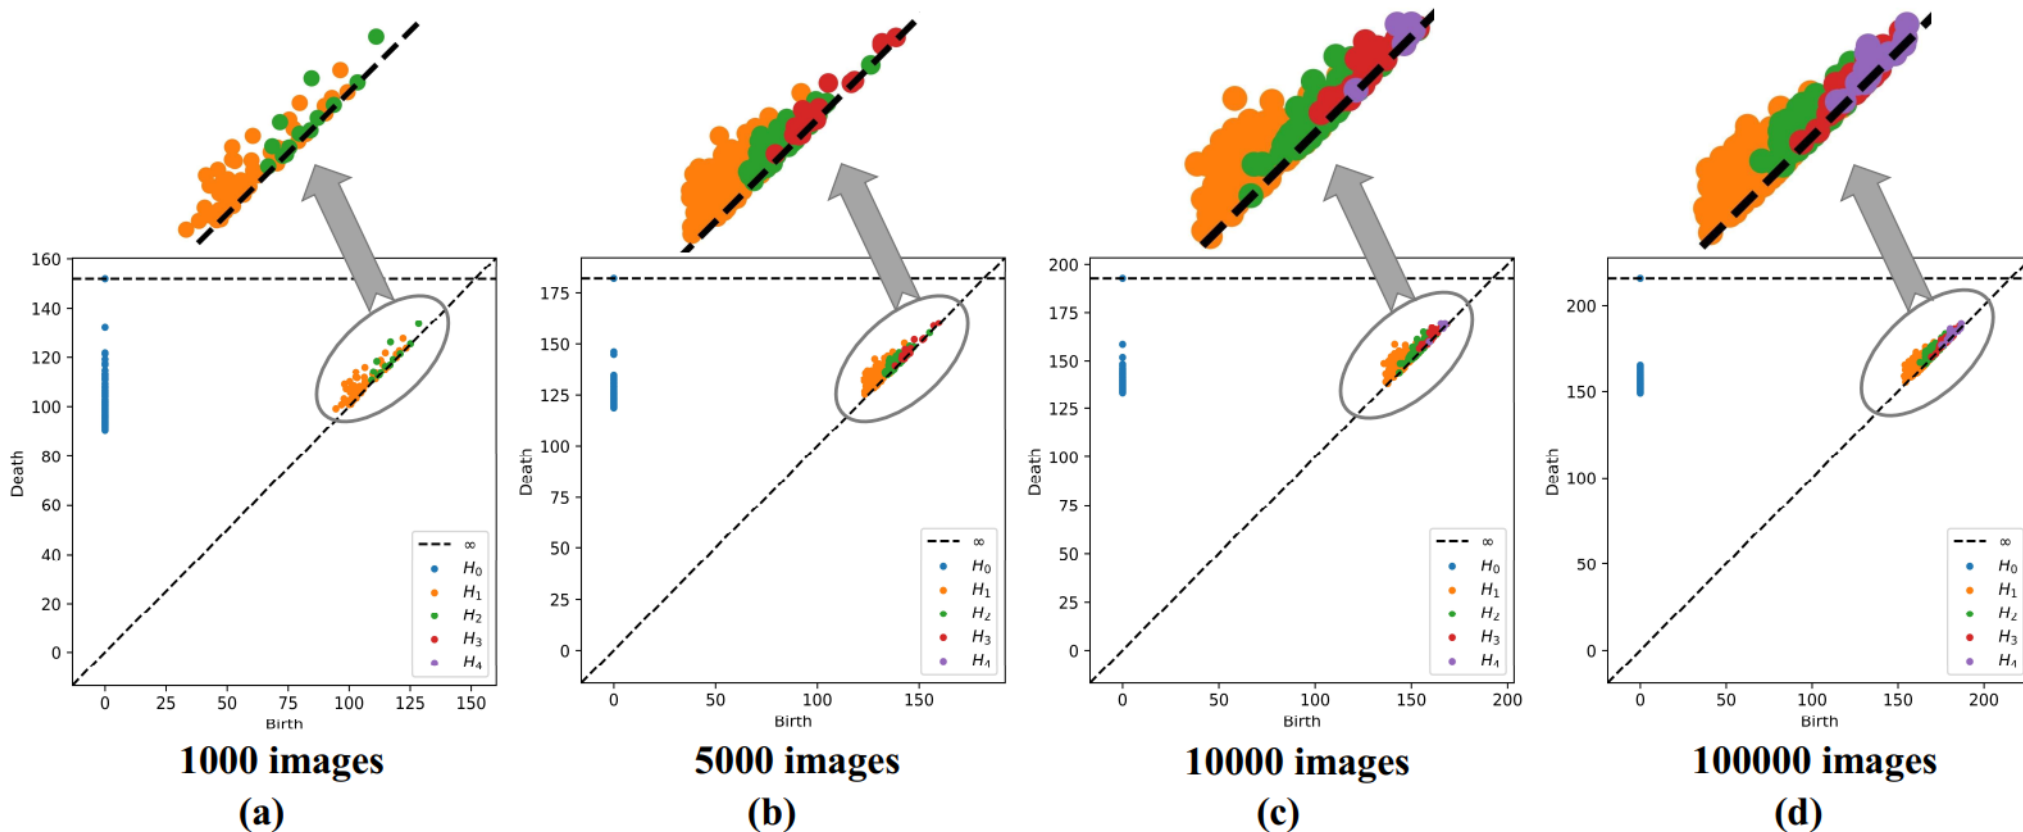 160
140
120
100
80
60
40
20
0
Death
0
25
50
75
100
125
150
Birth
∞
H₀
H₁
H₂
H₃
H₄
1000 images
(a)
175
150
125
100
75
50
25
0
Death
0
50
100
150
Birth
∞
H₀
H₁
H₂
H₃
H₄
5000 images
(b)
200
175
150
125
100
75
50
25
0
Death
0
50
100
150
200
Birth
∞
H₀
H₁
H₂
H₃
H₄
10000 images
(c)
200
150
100
50
0
Death
0
50
100
150
200
Birth
∞
H₀
H₁
H₂
H₃
H₄
100000 images
(d)